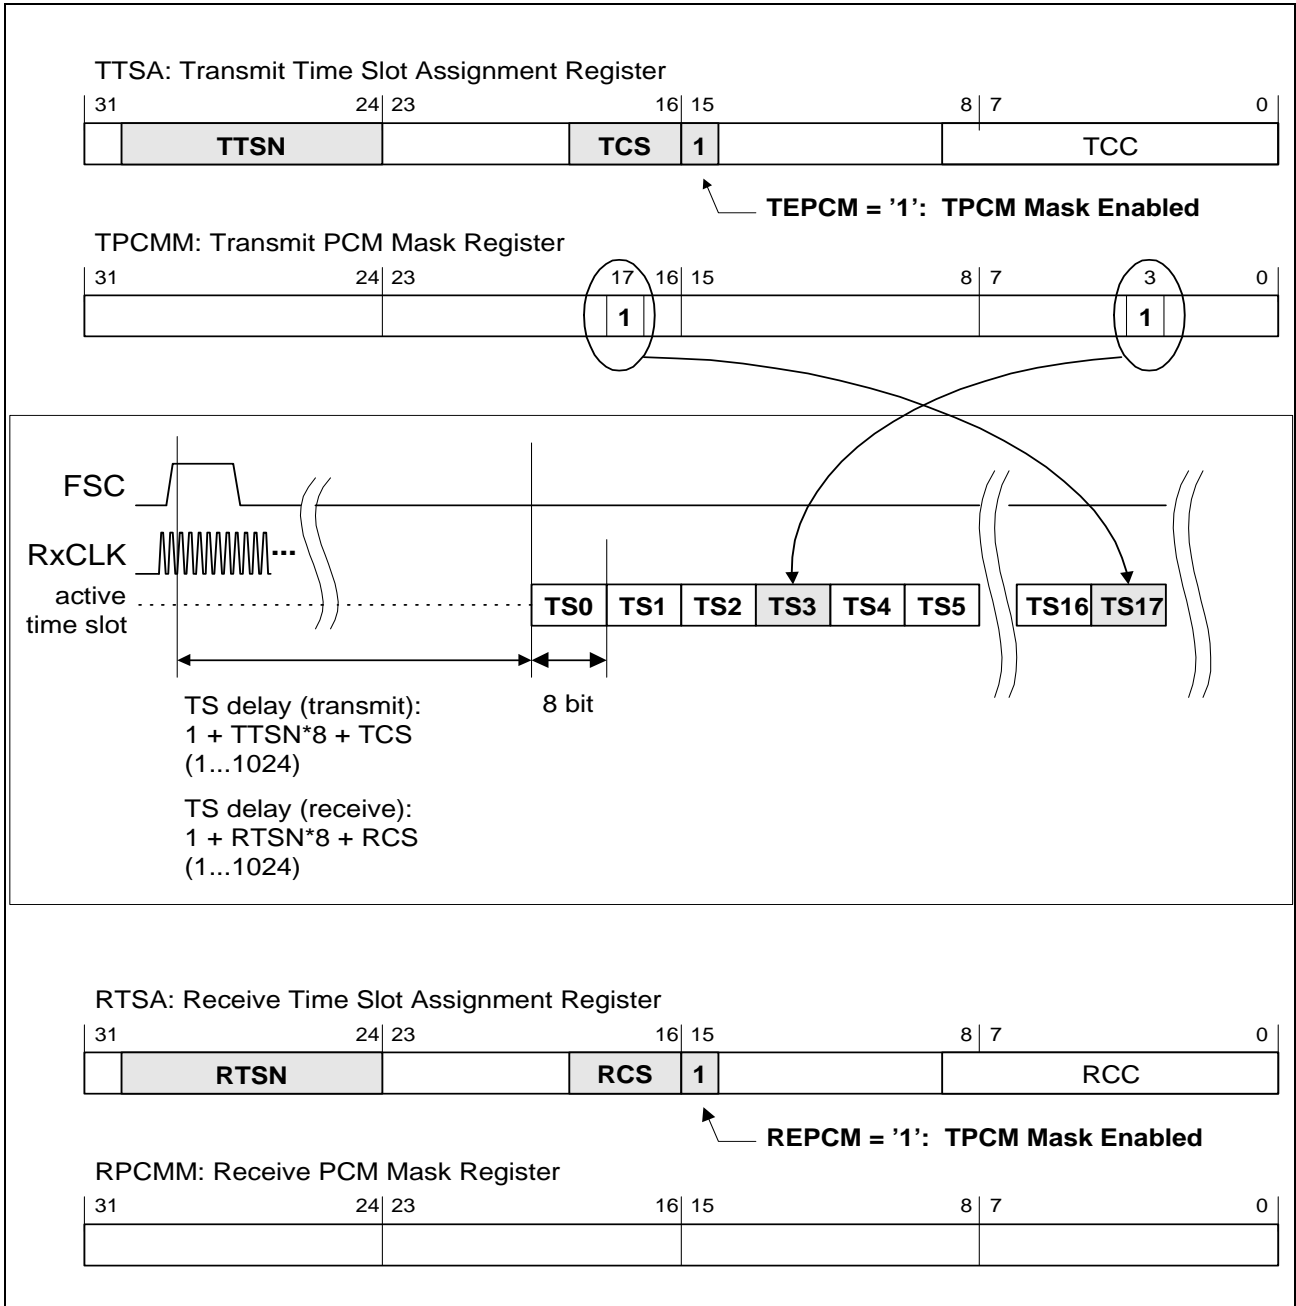 TTSA: Transmit Time Slot Assignment Register
31 24 23 16 15 8 7 0
TTSN TCS 1 TCC
TEPCM = '1': TPCM Mask Enabled
TPCMM: Transmit PCM Mask Register
31 24 23 17 16 15 8 7 3 0
1 1
FSC
RxCLK ...
active
time slot
TS0 TS1 TS2 TS3 TS4 TS5 TS16 TS17
TS delay (transmit):
1 + TTSN*8 + TCS
(1...1024)
8 bit
TS delay (receive):
1 + RTSN*8 + RCS
(1...1024)
RTSA: Receive Time Slot Assignment Register
31 24 23 16 15 8 7 0
RTSN RCS 1 RCC
REPCM = '1': TPCM Mask Enabled
RPCMM: Receive PCM Mask Register
31 24 23 16 15 8 7 0